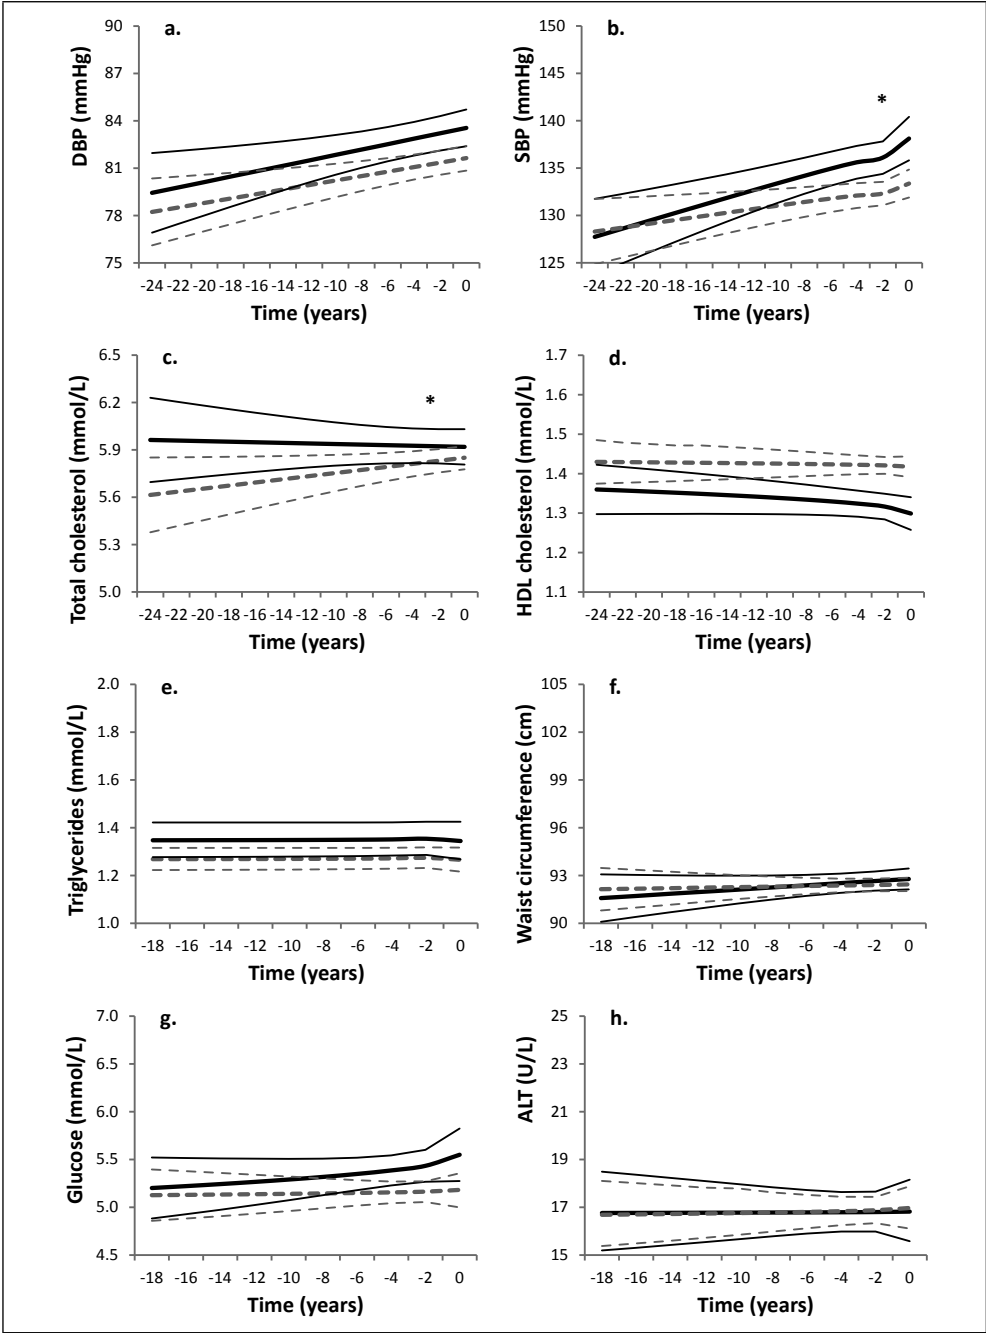 a.
DBP (mmHg)
90
87
84
81
78
75
-24 -22 -20 -18 -16 -14 -12 -10 -8 -6 -4 -2 0
Time (years)
b.
SBP (mmHg)
150
145
140
135
130
125
*
-24 -22 -20 -18 -16 -14 -12 -10 -8 -6 -4 -2 0
Time (years)
c.
Total cholesterol (mmol/L)
6.5
6.2
5.9
5.6
5.3
5.0
*
-24 -22 -20 -18 -16 -14 -12 -10 -8 -6 -4 -2 0
Time (years)
d.
HDL cholesterol (mmol/L)
1.7
1.6
1.5
1.4
1.3
1.2
1.1
-24 -22 -20 -18 -16 -14 -12 -10 -8 -6 -4 -2 0
Time (years)
e.
Triglycerides (mmol/L)
2.0
1.8
1.6
1.4
1.2
1.0
-18 -16 -14 -12 -10 -8 -6 -4 -2 0
Time (years)
f.
Waist circumference (cm)
105
102
99
96
93
90
-18 -16 -14 -12 -10 -8 -6 -4 -2 0
Time (years)
g.
Glucose (mmol/L)
7.0
6.5
6.0
5.5
5.0
4.5
-18 -16 -14 -12 -10 -8 -6 -4 -2 0
Time (years)
h.
ALT (U/L)
25
23
21
19
17
15
-18 -16 -14 -12 -10 -8 -6 -4 -2 0
Time (years)